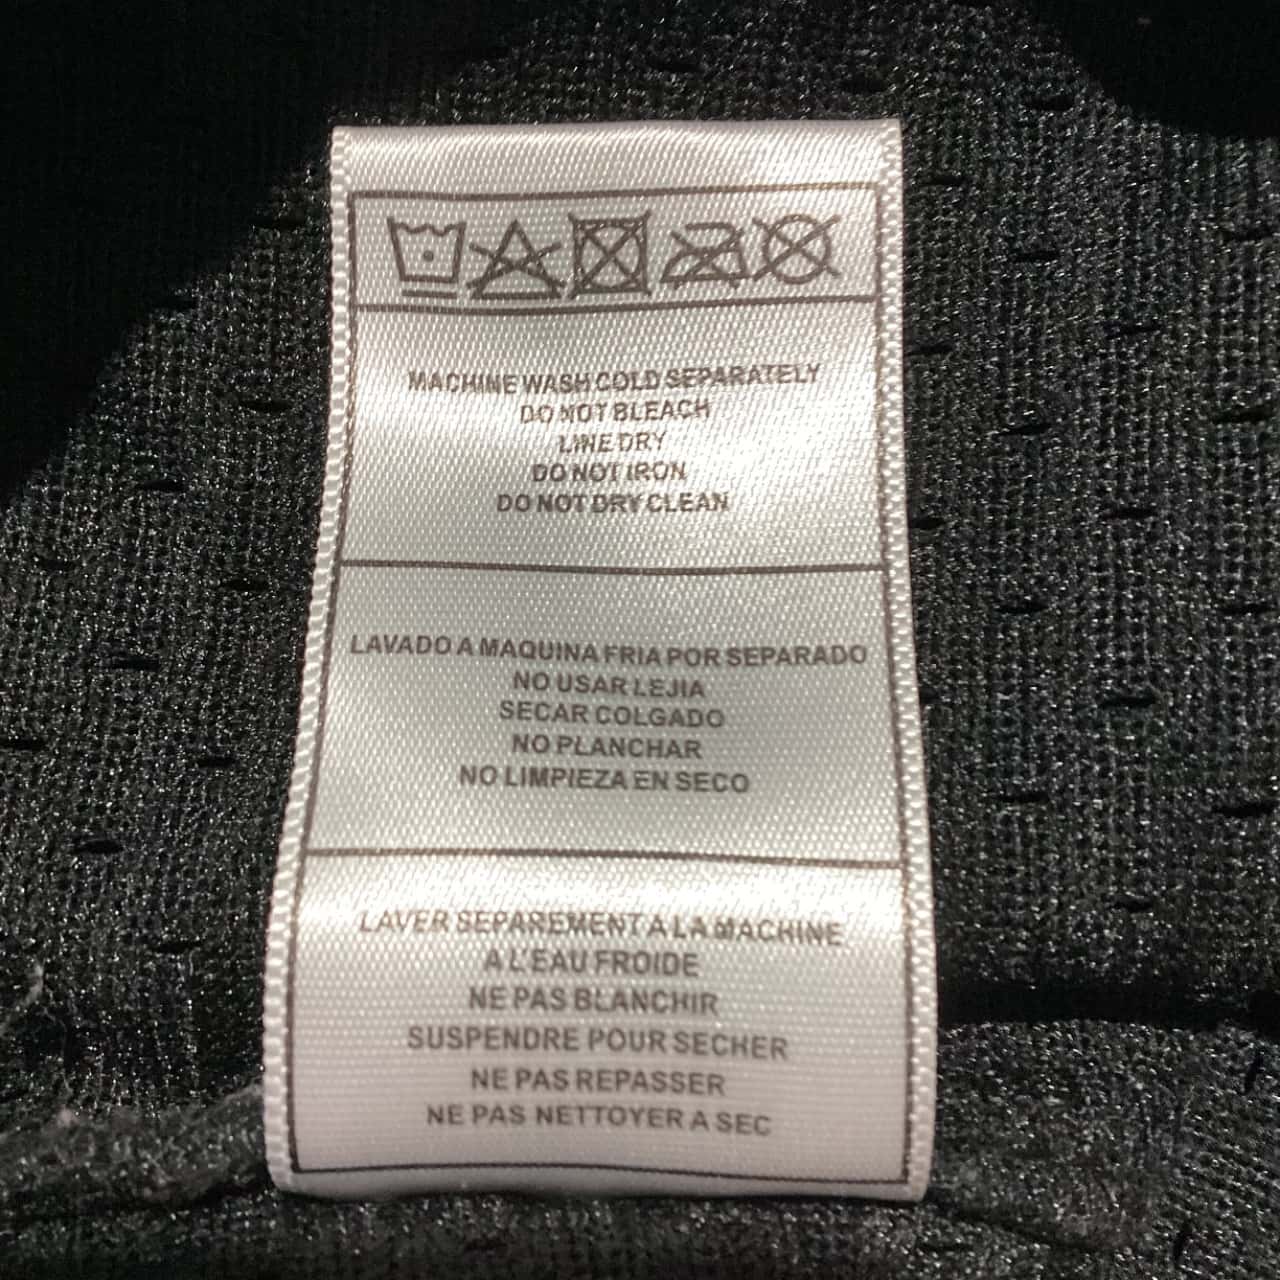 MACHINE WASH COLD SEPARATELY
DO NOT BLEACH
LINE DRY
DO NOT IRON
DO NOT DRY CLEAN
LAVADO A MAQUINA FRIA POR SEPARADO
NO USAR LEJIA
SECAR COLGADO
NO PLANCHAR
NO LIMPIEZA EN SECO
LAVER SEPAREMENT A LA MACHINE
A L'EAU FROIDE
NE PAS BLANCHIR
SUSPENDRE POUR SECHER
NE PAS REPASSER
NE PAS NETTOYER A SEC